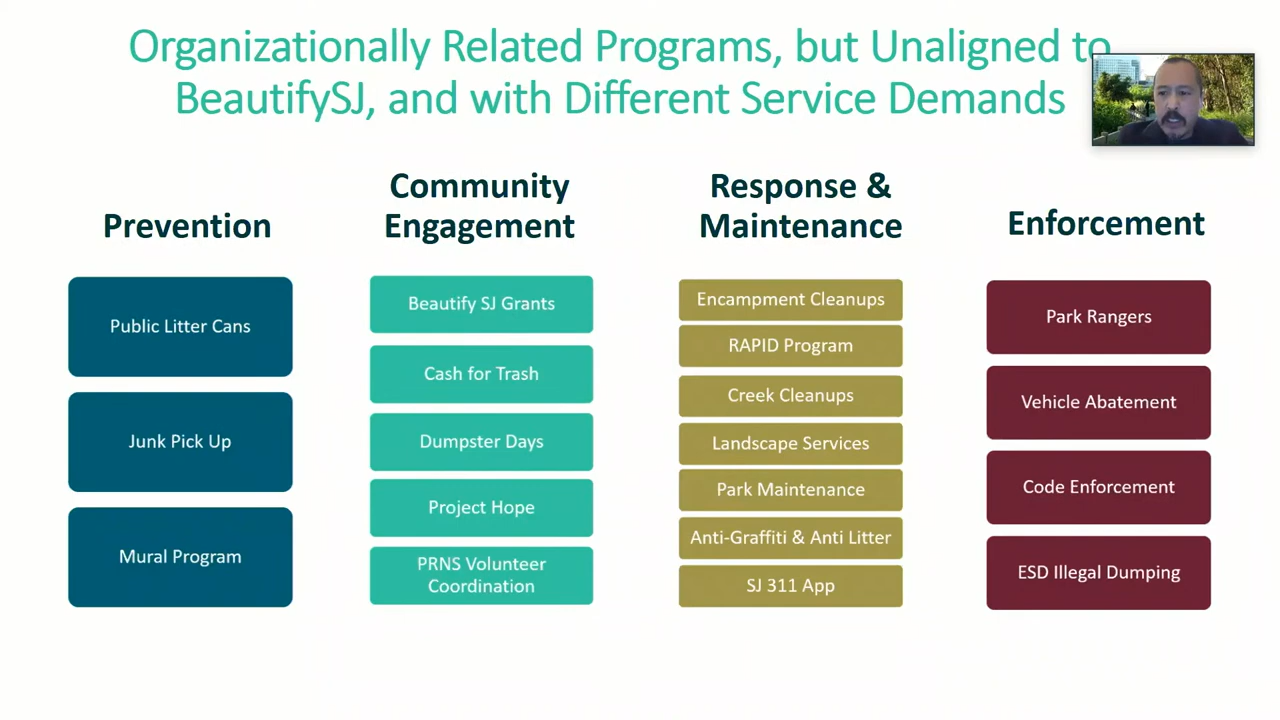 Organizationally Related Programs, but Unaligned to
BeautifySJ, and with Different Service Demands
Prevention
Public Litter Cans
Junk Pick Up
Mural Program
Community
Engagement
Beautify SJ Grants
Cash for Trash
Dumpster Days
Project Hope
PRNS Volunteer
Coordination
Response &
Maintenance
Encampment Cleanups
RAPID Program
Creek Cleanups
Landscape Services
Park Maintenance
Anti-Graffiti & Anti Litter
SJ 311 App
Enforcement
Park Rangers
Vehicle Abatement
Code Enforcement
ESD Illegal Dumping